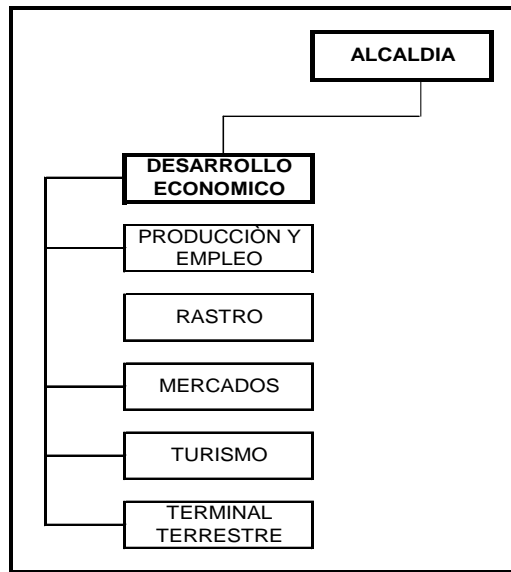 ALCALDIA
DESARROLLO
ECONOMICO
PRODUCCIÒN Y
EMPLEO
RASTRO
MERCADOS
TURISMO
TERMINAL
TERRESTRE